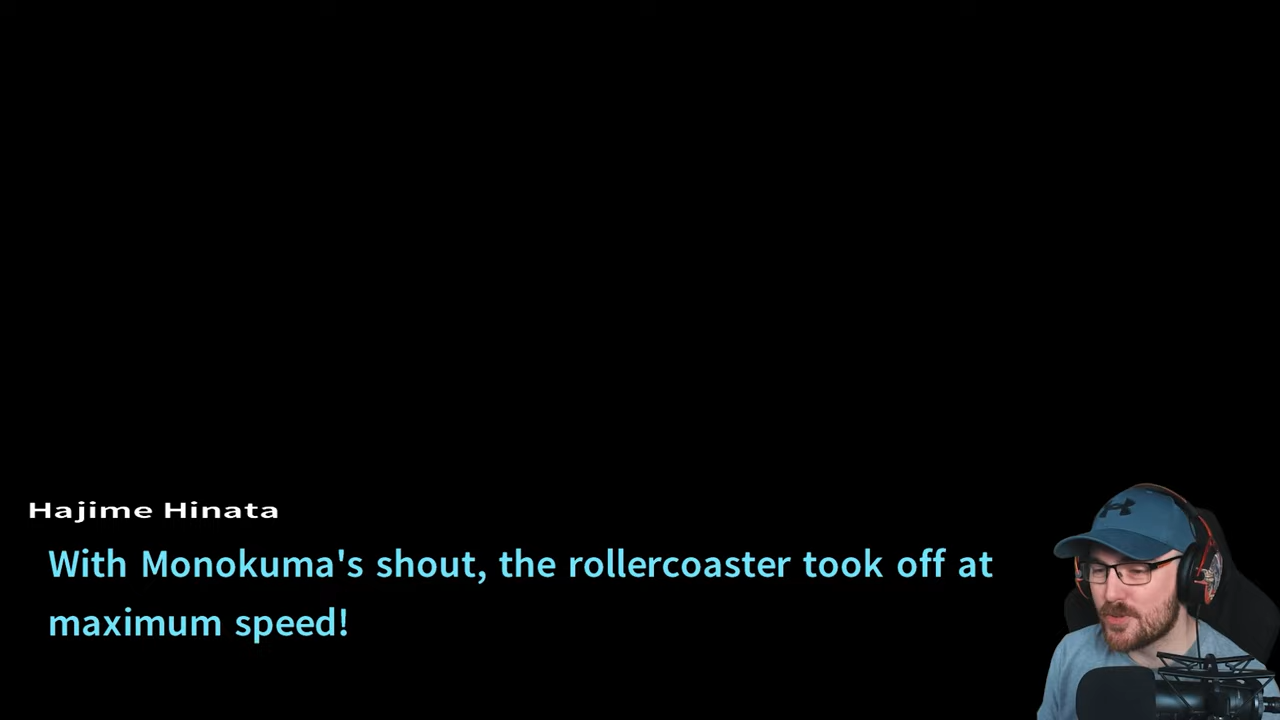 Hajime Hinata
With Monokuma's shout, the rollercoaster took off at
maximum speed!